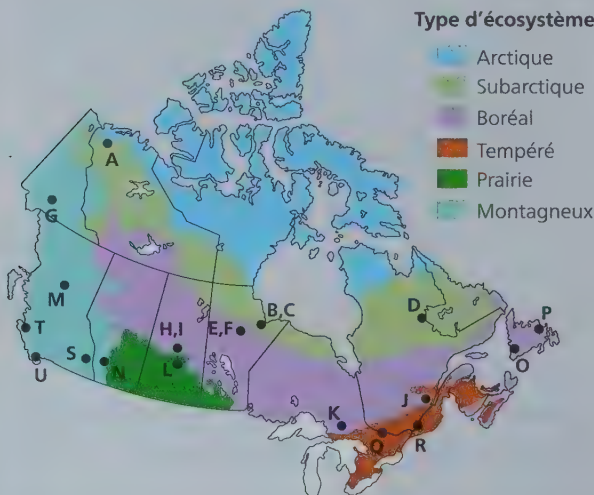 Type d'écosystème
Arctique
Subarctique
Boréal
Tempéré
Prairie
Montagneux
A
G
M
B,C
D
P
T
H,I
E,F
O
U
S
N
L
J
K
Q
R